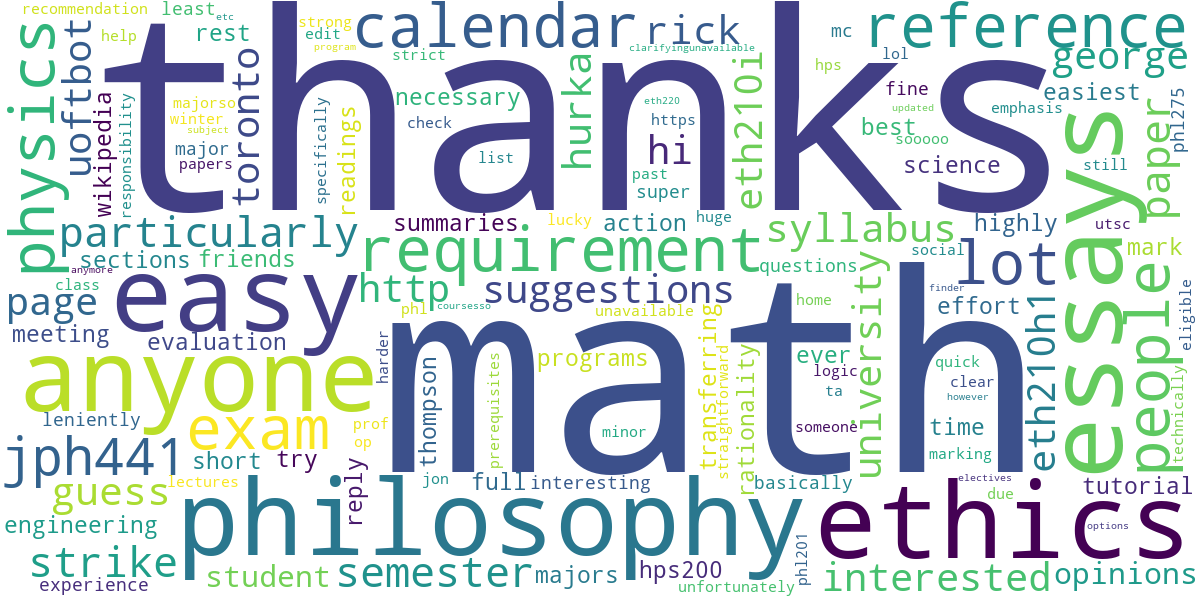 recommendation
least
etc
help
rest
strong
edit
program
calendar
strict
rick
clarifyingunavailable
mc
lol
reference
george
physics
uoftbot
thanks
toronto
wikipedia
responsibility
majorso
winter
subject
major
papers
specifically
readings
necessary
check
list
hurka
hi
past
super
https
eth220
eth210i
hps
fine
updated
best
sooooo
science
emphasis
easiest
still
paper
phl275
essays
particularly
sections
friends
summaries
lucky
action
huge
syllabus
highly
utsc
mark
social
anymore
class
requirement
questions
university
lot
people
page
easy
http
coursesso
suggestions
phl
unavailable
home
finder
effort
eth210h1
eligible
meeting
evaluation
anyone
harder
math
thompson
prerequisites
programs
transferring
straightforward
rationality
ever
logic
ta
quick
clear
however
technically
leniently
exam
prof
op
minor
someone
time
marking
jph441
short
try
reply
lectures
jon
full
interesting
basically
electives
due
tutorial
guess
engineering
philosophy
ethics
options
strike
experience
student
semester
majors
hps200
unfortunately
phl201
interested
opinions